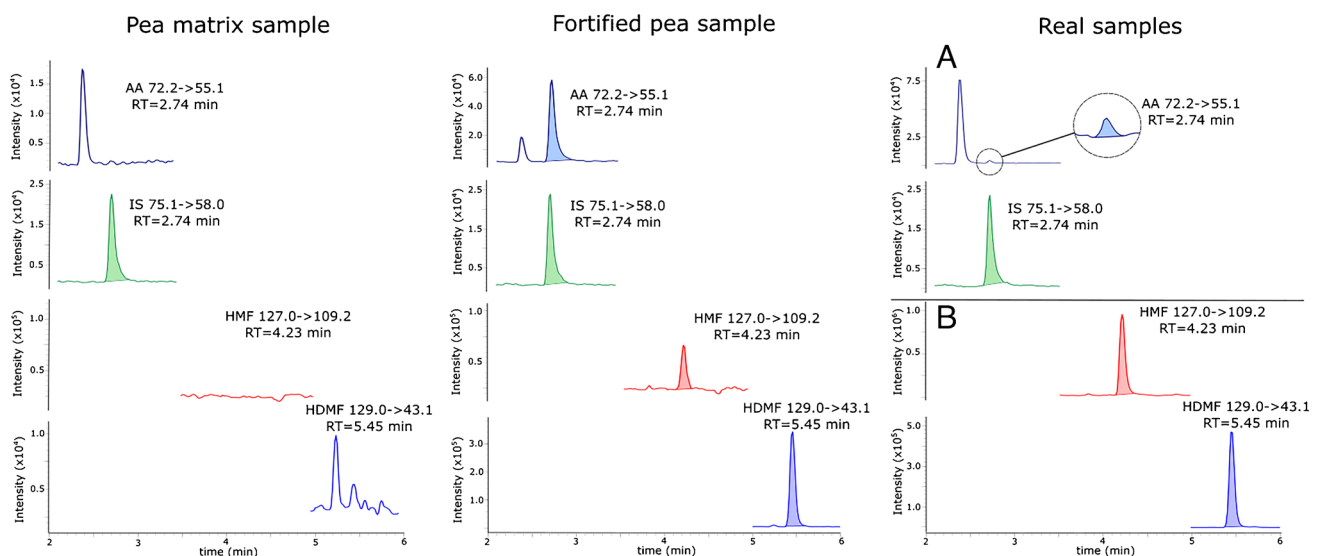 Pea matrix sample
Fortified pea sample
Real samples
Intensity (x10⁴)
1.5
1.0
0.5
AA 72.2->55.1
RT=2.74 min
Intensity (x10⁴)
2.5
1.5
0.5
IS 75.1->58.0
RT=2.74 min
Intensity (x10⁵)
1.0
0.5
HMF 127.0->109.2
RT=4.23 min
Intensity (x10⁴)
1.0
0.5
HDMF 129.0->43.1
RT=5.45 min
2 3 4 5 6
time (min)
Intensity (x10⁴)
6.0
4.0
2.0
AA 72.2->55.1
RT=2.74 min
Intensity (x10⁴)
2.5
1.5
0.5
IS 75.1->58.0
RT=2.74 min
Intensity (x10⁵)
1.0
0.5
HMF 127.0->109.2
RT=4.23 min
Intensity (x10⁵)
3.0
2.0
1.0
HDMF 129.0->43.1
RT=5.45 min
2 3 4 5 6
time (min)
A
Intensity (x10⁴)
7.5
2.5
AA 72.2->55.1
RT=2.74 min
Intensity (x10⁴)
2.5
1.5
0.5
IS 75.1->58.0
RT=2.74 min
B
Intensity (x10⁵)
1.0
0.5
HMF 127.0->109.2
RT=4.23 min
Intensity (x10⁵)
5.0
3.0
1.0
HDMF 129.0->43.1
RT=5.45 min
2 3 4 5 6
time (min)